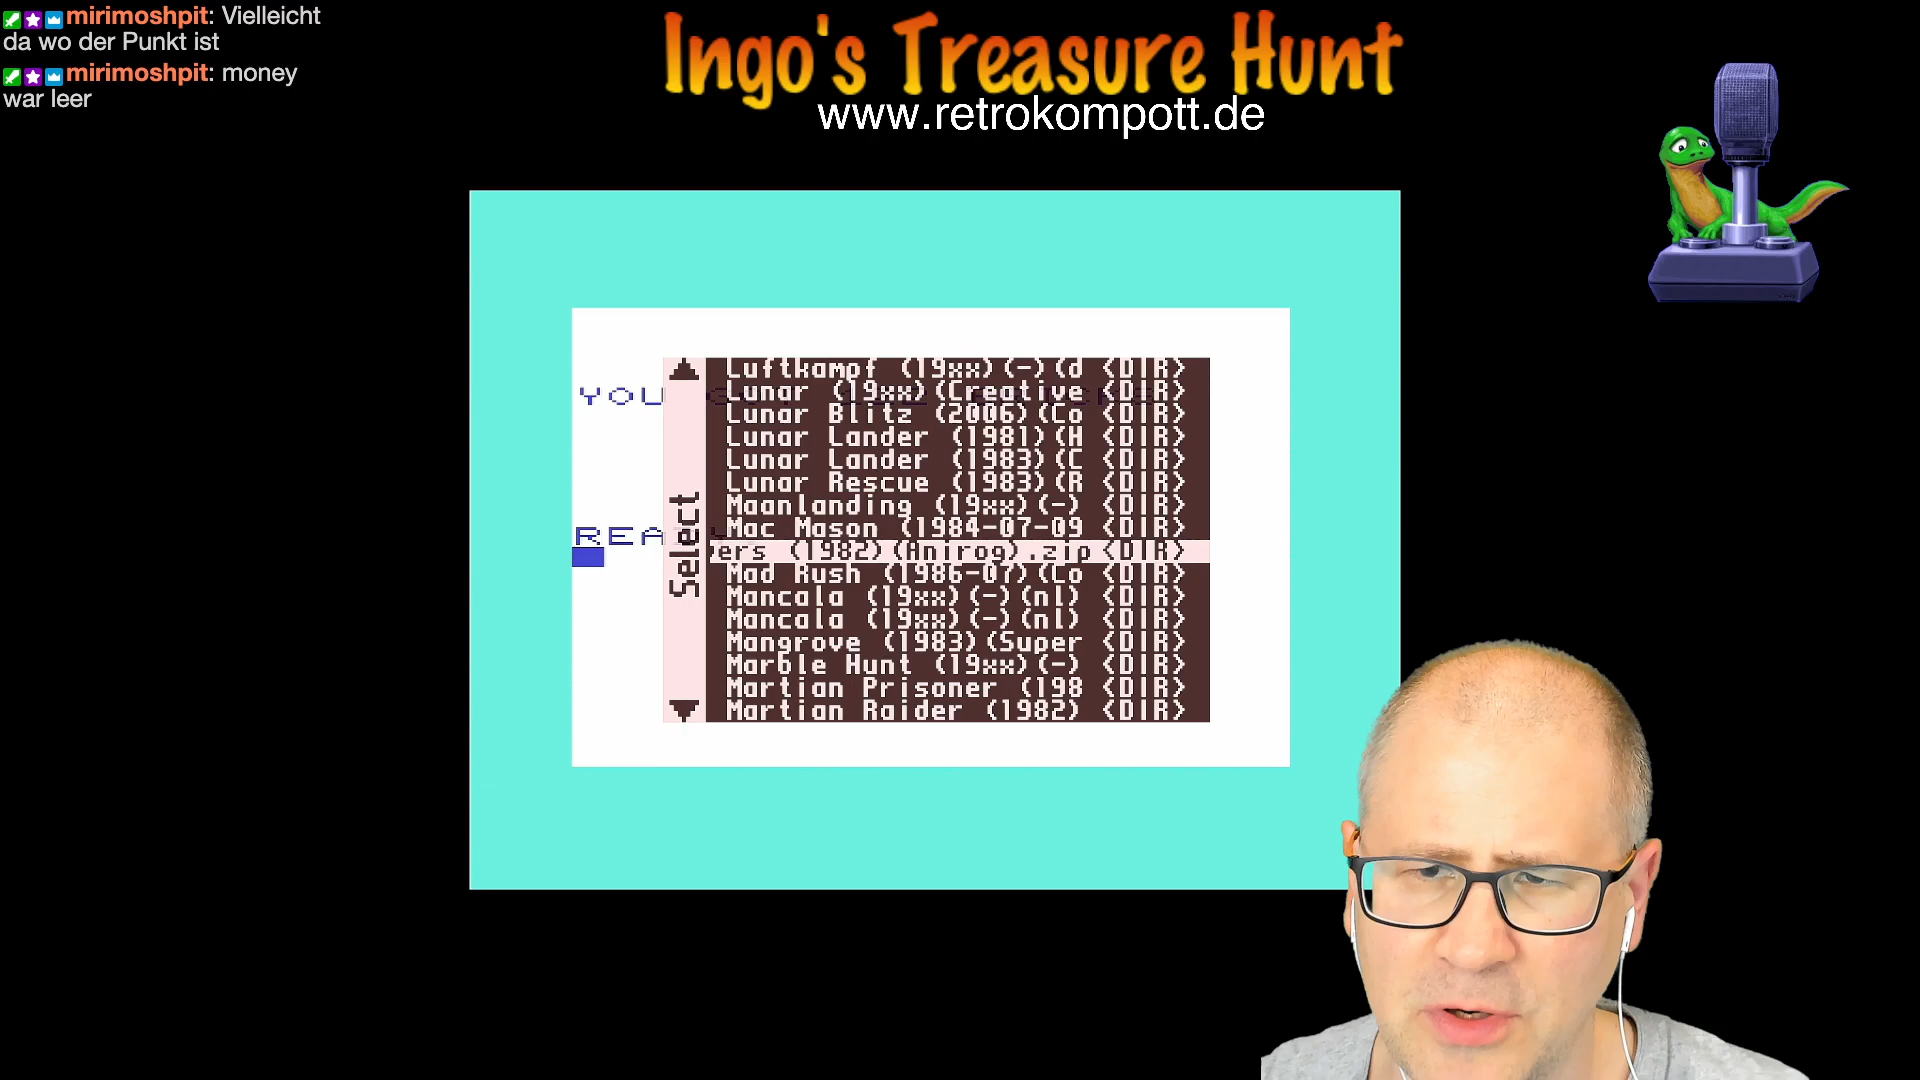 mirimoshpit: Vielleicht
da wo der Punkt ist
mirimoshpit: money
war leer
Ingo's Treasure Hunt
www.retrokompott.de
YOU
REA
Select
Luftkampf (19xx)(-)(d <DIR>
Lunar (19xx)(Creative <DIR>
Lunar Blitz (2006)(Co <DIR>
Lunar Lander (1981)(H <DIR>
Lunar Lander (1983)(C <DIR>
Lunar Rescue (1983)(R <DIR>
Maanlanding (19xx)(-) <DIR>
Mac Mason (1984-07-09 <DIR>
ers (1982)(Anirog).zip <DIR>
Mad Rush (1986-07)(Co <DIR>
Mancala (19xx)(-)(nl) <DIR>
Mancala (19xx)(-)(nl) <DIR>
Mangrove (1983)(Super <DIR>
Marble Hunt (19xx)(-) <DIR>
Martian Prisoner (198 <DIR>
Martian Raider (1982) <DIR>